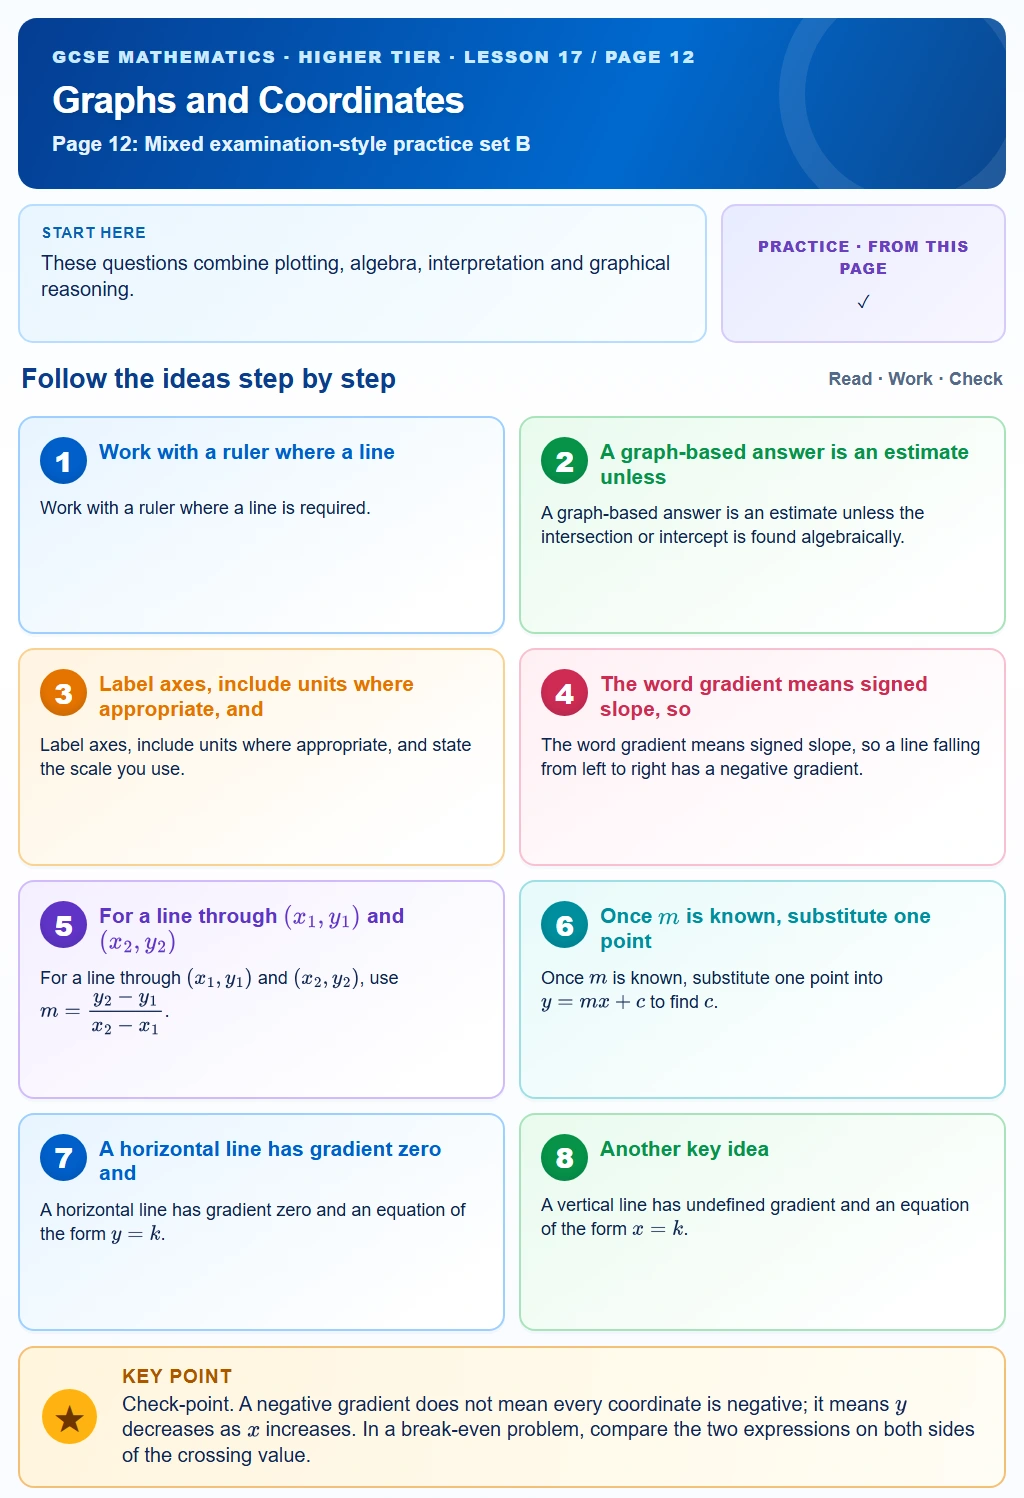 GCSE MATHEMATICS · HIGHER TIER · LESSON 17 / PAGE 12
Graphs and Coordinates
Page 12: Mixed examination-style practice set B
START HERE
These questions combine plotting, algebra, interpretation and graphical
reasoning.
PRACTICE · FROM THIS
PAGE
✓
Follow the ideas step by step
Read · Work · Check
1
Work with a ruler where a line
Work with a ruler where a line is required.
2
A graph-based answer is an estimate
unless
A graph-based answer is an estimate unless the
intersection or intercept is found algebraically.
3
Label axes, include units where
appropriate, and
Label axes, include units where appropriate, and state
the scale you use.
4
The word gradient means signed
slope, so
The word gradient means signed slope, so a line falling
from left to right has a negative gradient.
5
For a line through (x₁, y₁) and
(x₂, y₂)
For a line through (x₁, y₁) and (x₂, y₂), use
m = (y₂ − y₁)/(x₂ − x₁).
6
Once m is known, substitute one
point
Once m is known, substitute one point into
y = mx + c to find c.
7
A horizontal line has gradient zero
and
A horizontal line has gradient zero and an equation of
the form y = k.
8
Another key idea
A vertical line has undefined gradient and an equation
of the form x = k.
KEY POINT
Check-point. A negative gradient does not mean every coordinate is negative; it means y
decreases as x increases. In a break-even problem, compare the two expressions on both sides
of the crossing value.